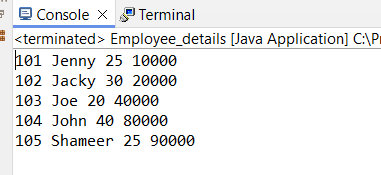 Console Terminal
<terminated> Employee_details [Java Application] C:\Pr
101 Jenny 25 10000
102 Jacky 30 20000
103 Joe 20 40000
104 John 40 80000
105 Shameer 25 90000